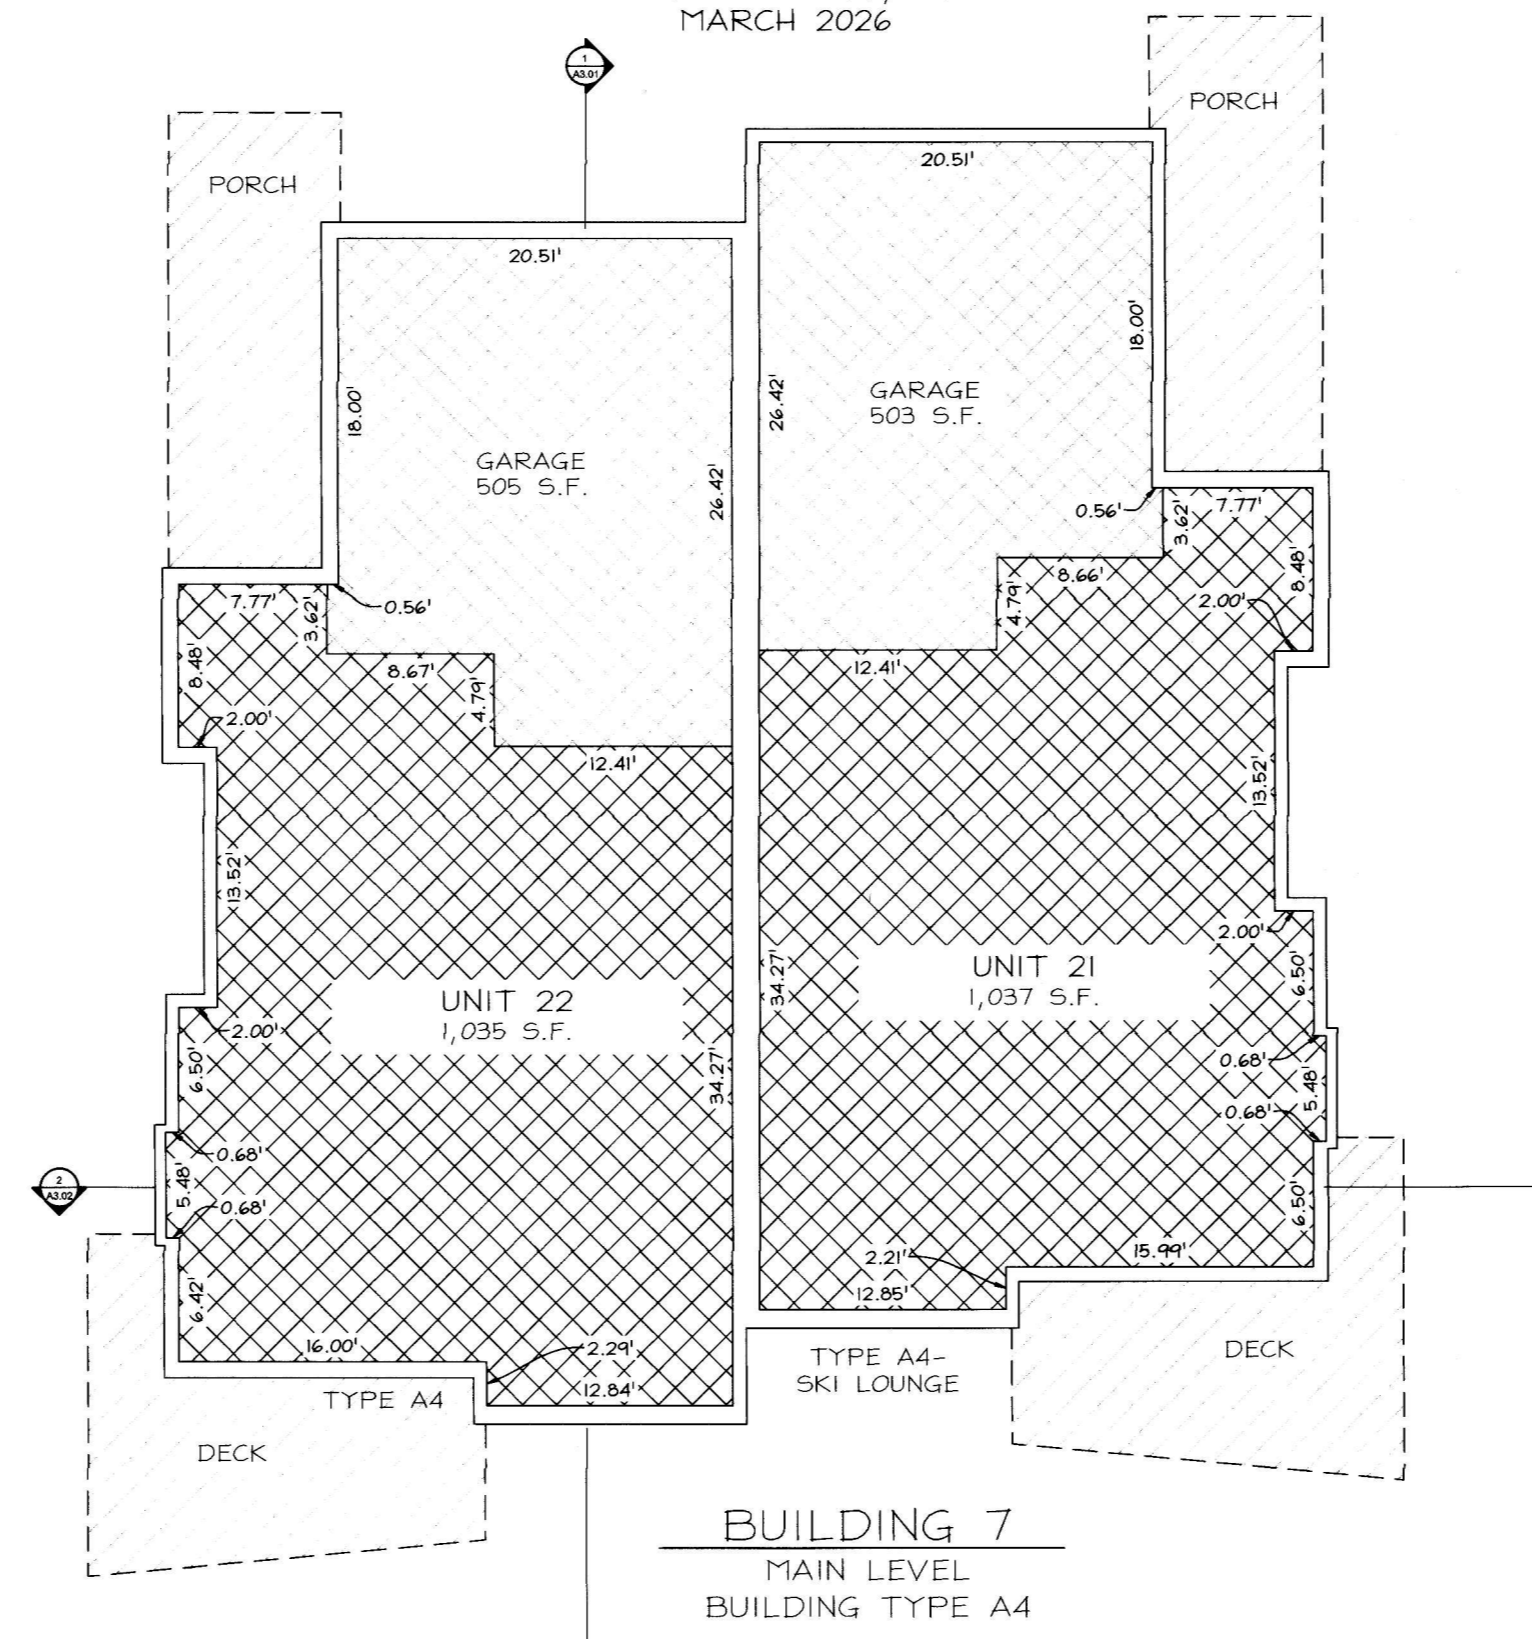 MARCH 2026
1
A3.01
PORCH
20.51'
PORCH
20.51'
18.00'
26.42'
GARAGE
503 S.F.
18.00'
GARAGE
505 S.F.
26.42'
0.56'
7.77'
3.62'
8.48'
8.66'
4.79'
2.00'
7.77'
3.62'
0.56'
8.48'
8.67'
4.79'
12.41'
2.00'
12.41'
13.52'
13.52'
2.00'
6.50'
UNIT 21
1,037 S.F.
34.27'
UNIT 22
1,035 S.F.
2.00'
6.50'
34.27'
0.68'
5.48'
0.68'
0.68'
5.48'
0.68'
2
A3.02
6.50'
15.99'
2.21'
12.85'
6.42'
16.00'
2.29'
12.84'
TYPE A4
TYPE A4-
SKI LOUNGE
DECK
DECK
BUILDING 7
MAIN LEVEL
BUILDING TYPE A4